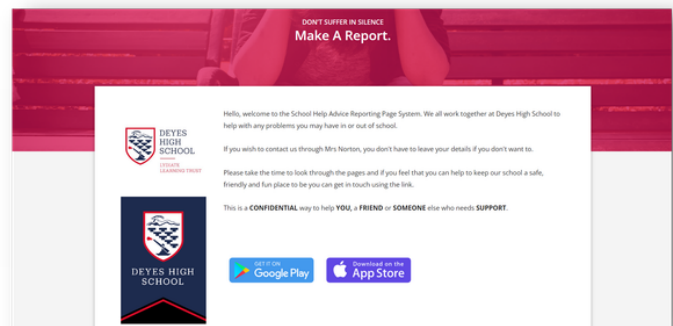 DON'T SUFFER IN SILENCE
Make A Report.
DEYES
HIGH
SCHOOL
LYDIATE
LEARNING TRUST
Hello, welcome to the School Help Advice Reporting Page System. We all work together at Deyes High School to
help with any problems you may have in or out of school.
If you wish to contact us through Mrs Norton, you don't have to leave your details if you don't want to.
Please take the time to look through the pages and if you feel that you can help to keep our school a safe,
friendly and fun place to be you can get in touch using the link.
This is a CONFIDENTIAL way to help YOU, a FRIEND or SOMEONE else who needs SUPPORT.
DEYES HIGH
SCHOOL
GET IT ON
Google Play
Download on the
App Store